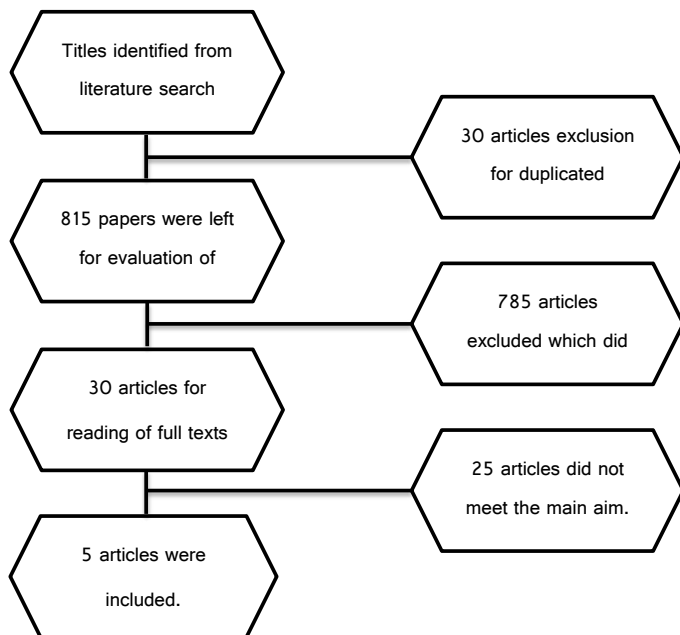 Titles identified from
literature search
30 articles exclusion
for duplicated
815 papers were left
for evaluation of
785 articles
excluded which did
30 articles for
reading of full texts
25 articles did not
meet the main aim.
5 articles were
included.